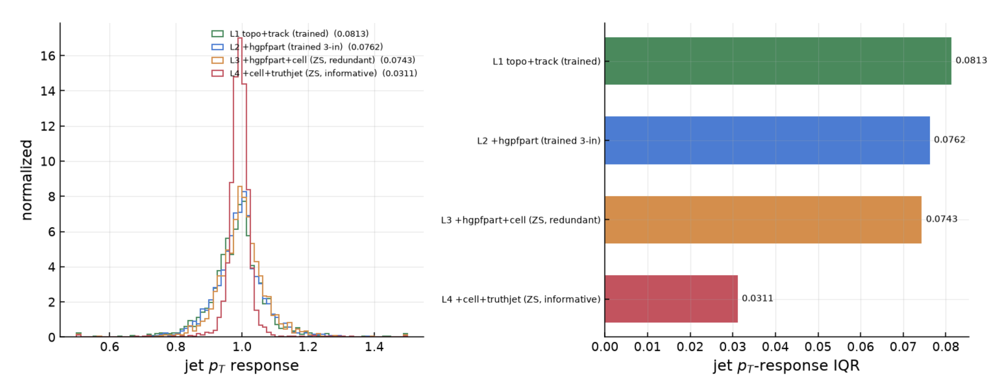 L1 topo+track (trained) (0.0813)
L2 +hgpfpart (trained 3-in) (0.0762)
L3 +hgpfpart+cell (ZS, redundant) (0.0743)
L4 +cell+truthjet (ZS, informative) (0.0311)
16
14
12
10
8
6
4
2
0
normalized
0.6 0.8 1.0 1.2 1.4
jet pT response
L1 topo+track (trained)
0.0813
L2 +hgpfpart (trained 3-in)
0.0762
L3 +hgpfpart+cell (ZS, redundant)
0.0743
L4 +cell+truthjet (ZS, informative)
0.0311
0.00 0.01 0.02 0.03 0.04 0.05 0.06 0.07 0.08
jet pT-response IQR